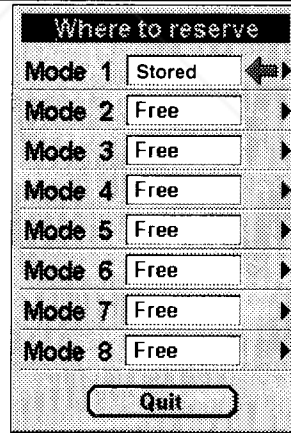 Where to reserve
Mode 1 Stored
Mode 2 Free
Mode 3 Free
Mode 4 Free
Mode 5 Free
Mode 6 Free
Mode 7 Free
Mode 8 Free
Quit